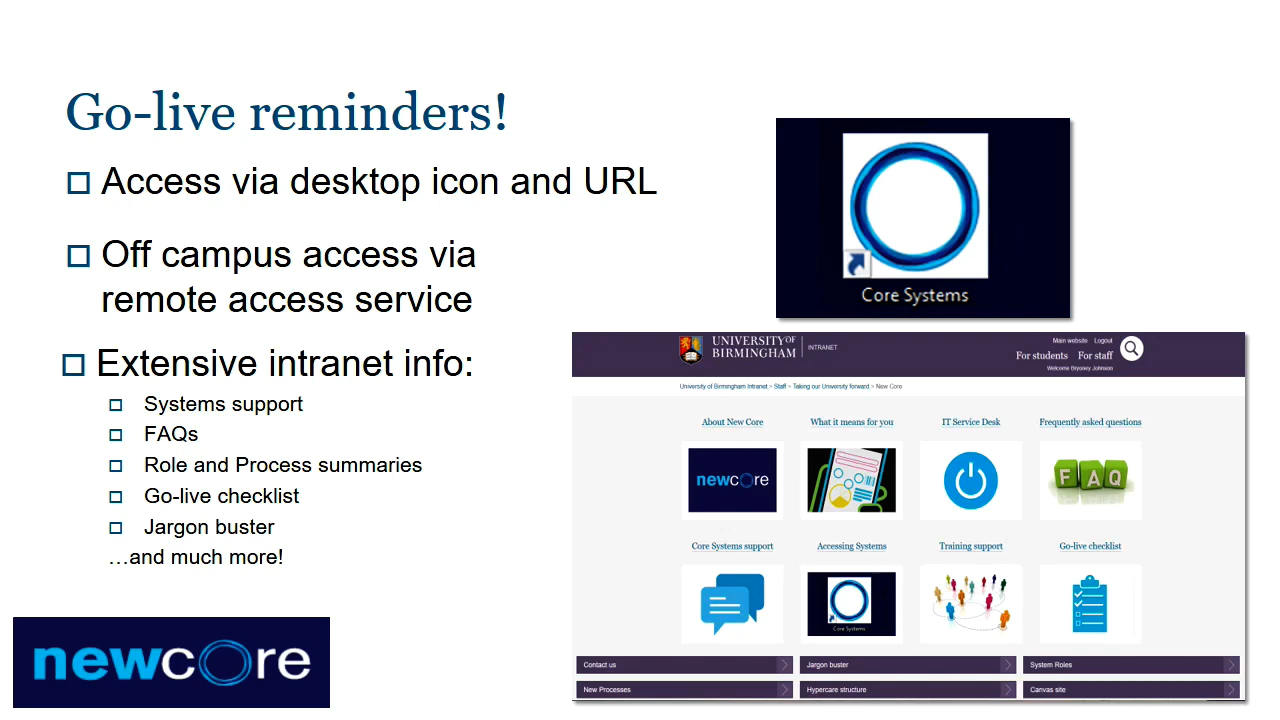 Go-live reminders!
Access via desktop icon and URL
Off campus access via
remote access service
Extensive intranet info:
Systems support
FAQs
Role and Process summaries
Go-live checklist
Jargon buster
…and much more!
newcore
Core Systems
UNIVERSITY OF
BIRMINGHAM
INTRANET
Main website Logout
For students For staff
Welcome Bryoney Johnson
University of Birmingham Intranet > Staff > Taking our University forward > New Core
About New Core What it means for you IT Service Desk Frequently asked questions
newcore
FAQ
Core Systems support Accessing Systems Training support Go-live checklist
Core Systems
Contact us Jargon buster System Roles
New Processes Hypercare structure Canvas site